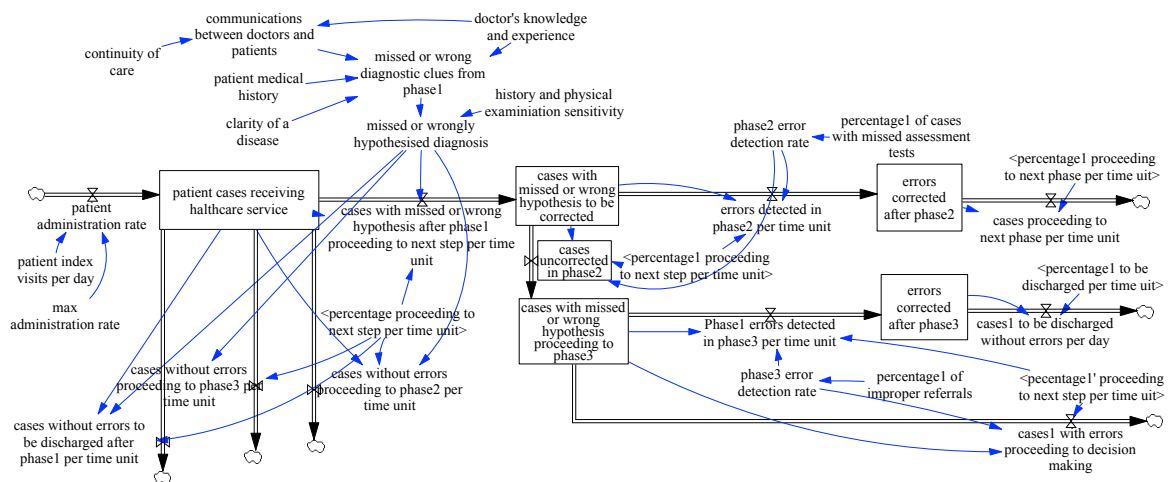 communications
between doctors and
patients
doctor's knowledge
and experience
continuity of
care
missed or wrong
diagnostic clues from
phase1
patient medical
history
history and physical
examiniation sensitivity
clarity of a
disease
missed or wrongly
hypothesised diagnosis
phase2 error
detection rate
percentage1 of cases
with missed assessment
tests
<percentage1 proceeding
to next phase per time uit>
patient cases receiving
healthcare service
cases with
missed or wrong
hypothesis to be
corrected
errors
corrected
after phase2
patient
administration rate
cases with missed or wrong
hypothesis after phase1
proceeding to next step per time
unit
errors detected in
phase2 per time unit
cases proceeding to
next phase per time unit
cases
uncorrected
in phase2
<percentage1 proceeding
to next step per time unit>
patient index
visits per day
<percentage1 to be
discharged per time uit>
max
administration rate
<percentage proceeding to
next step per time unit>
cases with missed
or wrong
hypothesis
proceeding to
phase3
Phase1 errors detected
in phase3 per time unit
errors
corrected
after phase3
cases1 to be discharged
without errors per day
cases without errors
proceeding to phase3 per
time unit
cases without errors
proceeding to phase2 per
time unit
phase3 error
detection rate
percentage1 of
improper referrals
<pecentage1' proceeding
to next step per time uit>
cases without errors to
be discharged after
phase1 per time unit
cases1 with errors
proceeding to decision
making